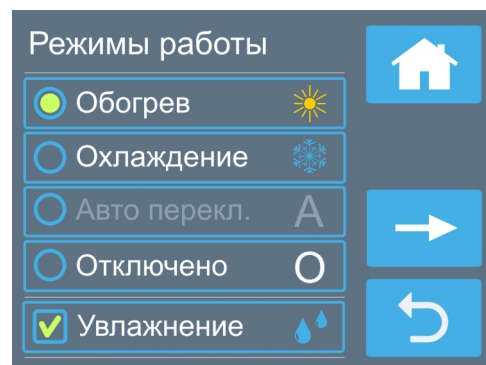 Режимы работы
Обогрев
Охлаждение
Авто перекл. A
Отключено O
Увлажнение